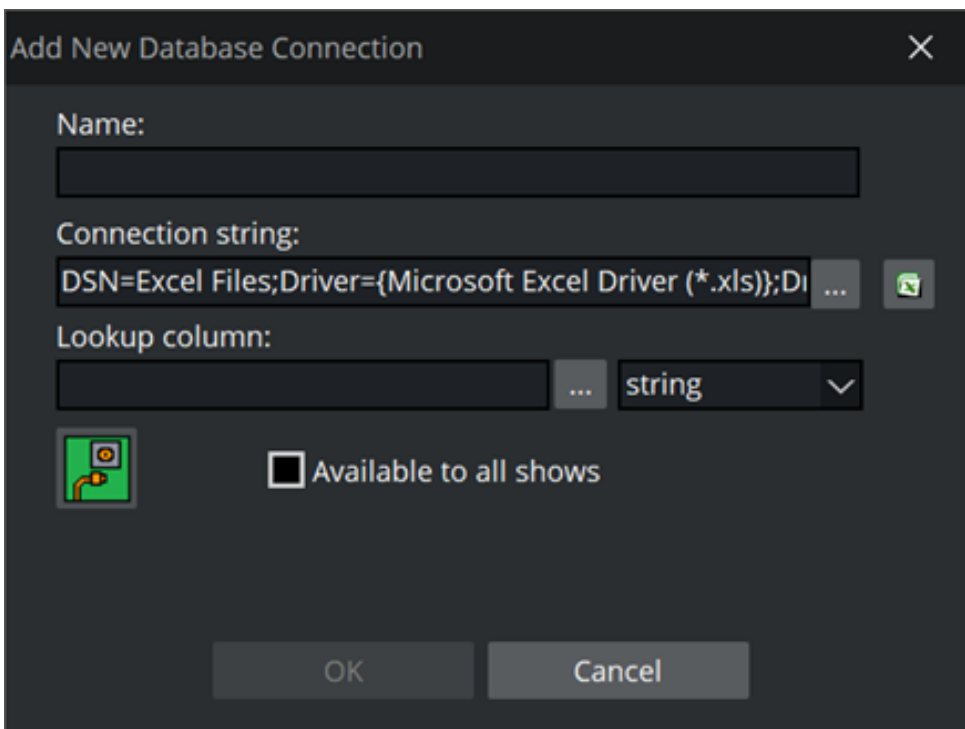 Add New Database Connection
Name:
Connection string:
DSN=Excel Files;Driver={Microsoft Excel Driver (*.xls)};
...
Lookup column:
... string
Available to all shows
OK Cancel